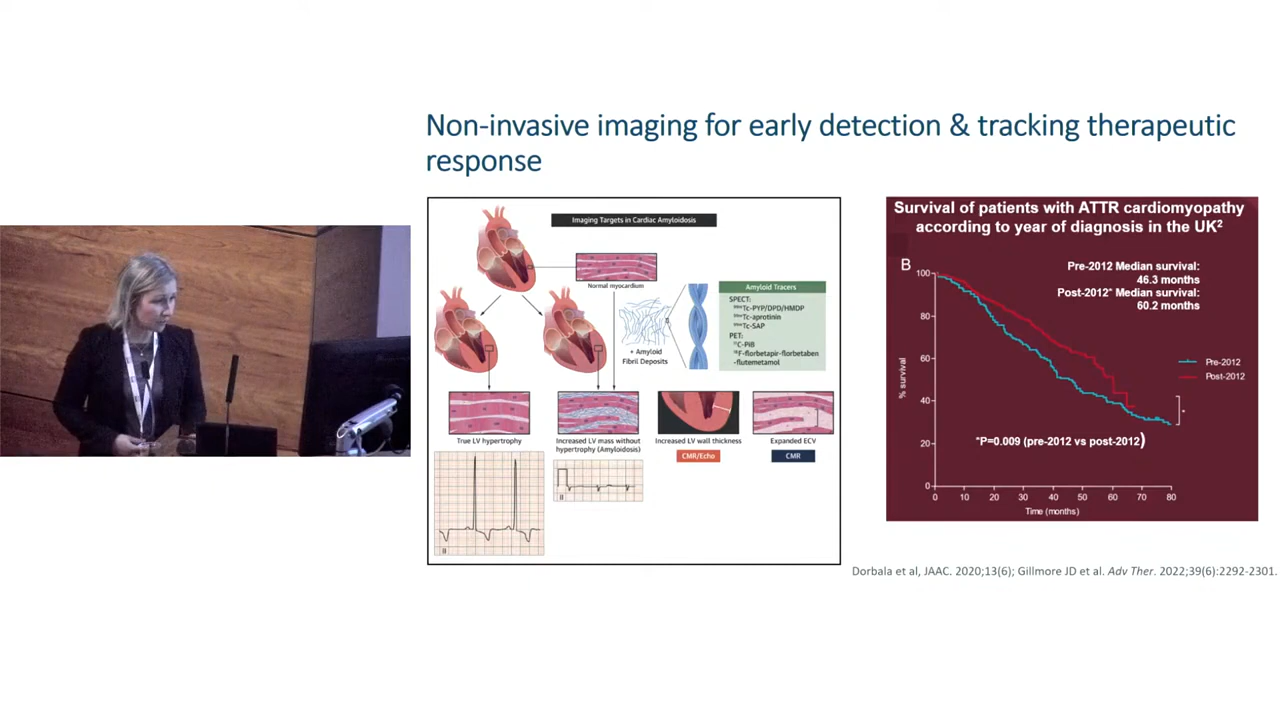 Non-invasive imaging for early detection & tracking therapeutic
response
Imaging Targets in Cardiac Amyloidosis
Normal myocardium
+ Amyloid
Fibril Deposits
Amyloid Tracers
SPECT:
99mTc-PYP/DPD/HMDP
99mTc-aprotinin
99mTc-SAP
PET:
11C-PiB
18F-florbetapir-florbetaben
-flutemetamol
True LV hypertrophy
Increased LV mass without
hypertrophy (Amyloidosis)
Increased LV wall thickness
CMR/Echo
Expanded ECV
CMR
II
II
Survival of patients with ATTR cardiomyopathy
according to year of diagnosis in the UK²
B
Pre-2012 Median survival:
46.3 months
Post-2012* Median survival:
60.2 months
% survival
100
80
60
40
20
0
Pre-2012
Post-2012
*
*P=0.009 (pre-2012 vs post-2012)
0 10 20 30 40 50 60 70 80
Time (months)
Dorbala et al, JAAC. 2020;13(6); Gillmore JD et al. Adv Ther. 2022;39(6):2292-2301.